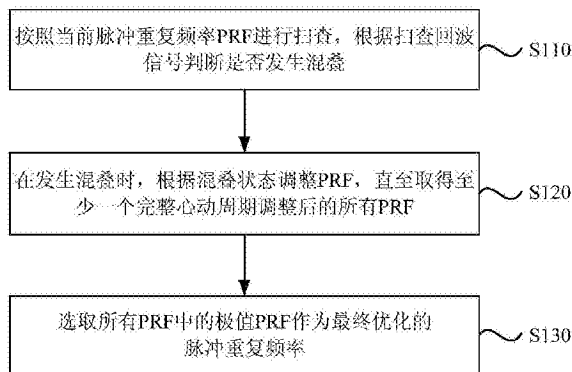 按照当前脉冲重复频率PRF进行扫查，根据扫查回波
信号判断是否发生混叠
S110
在发生混叠时，根据混叠状态调整PRF，直至取得至
少一个完整心动周期调整后的所有PRF
S120
选取所有PRF中的极值PRF作为最终优化的
脉冲重复频率
S130